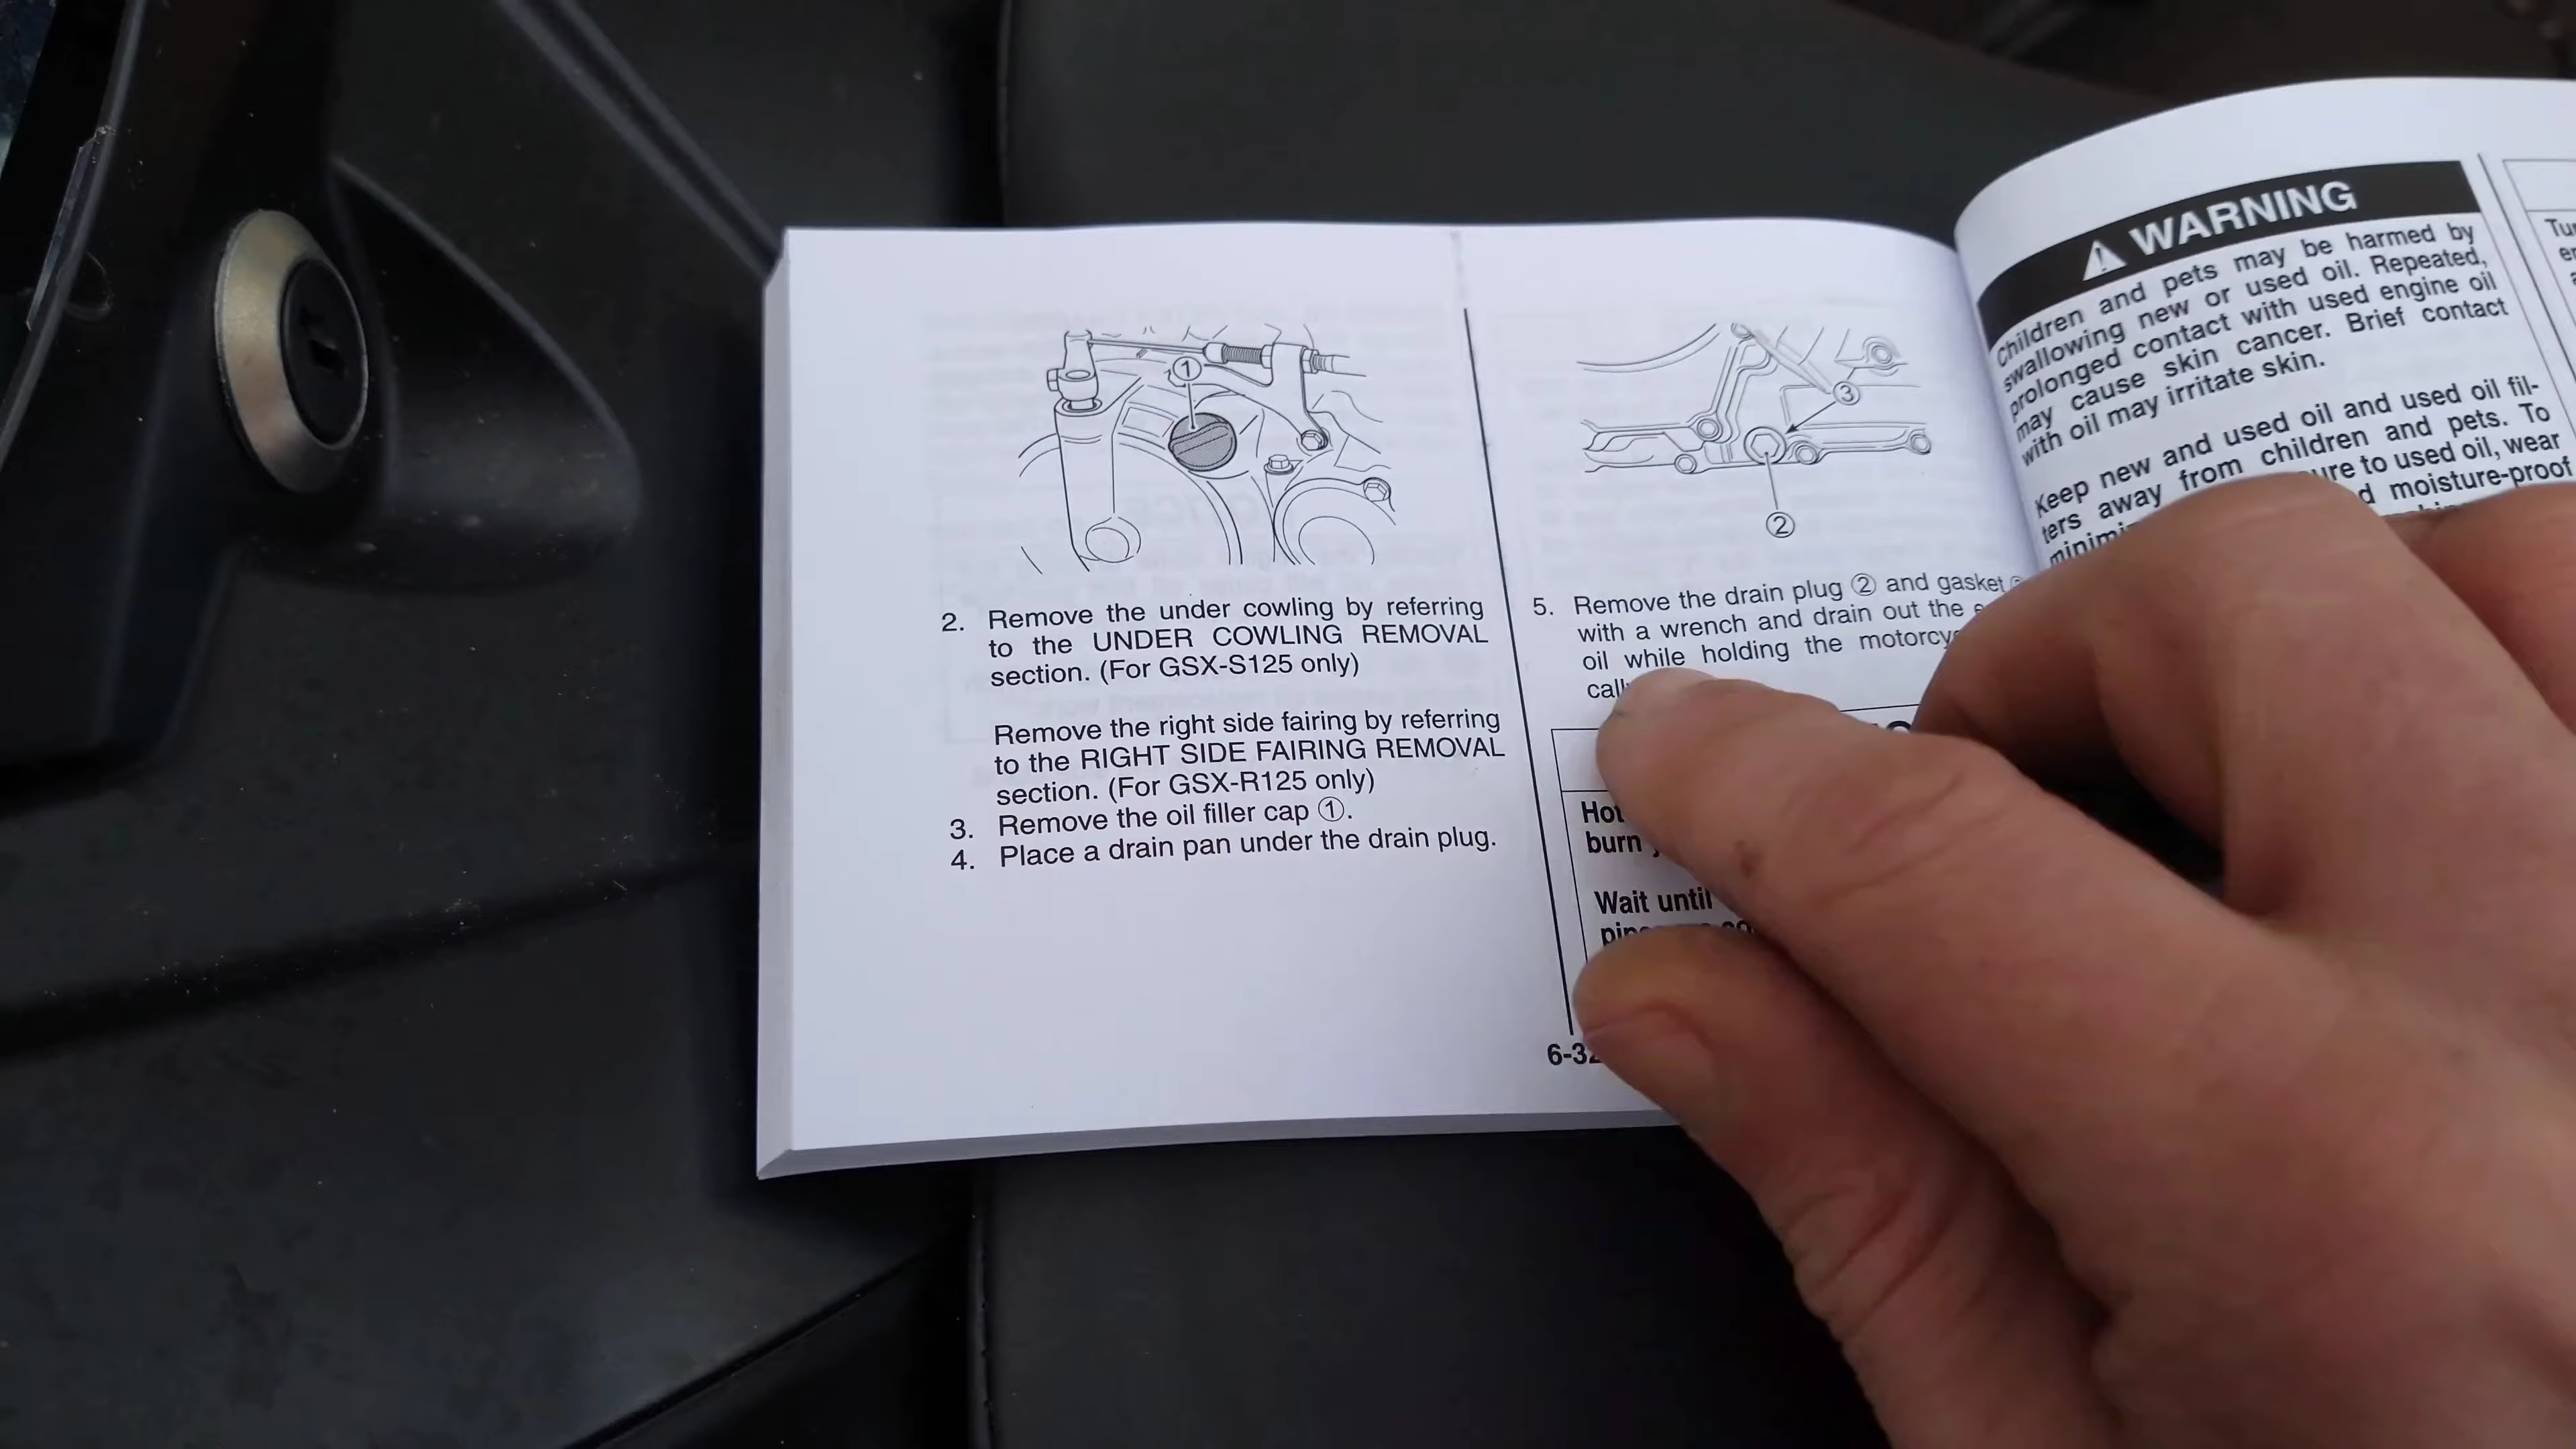 ①
2. Remove the under cowling by referring
to the UNDER COWLING REMOVAL
section. (For GSX-S125 only)
Remove the right side fairing by referring
to the RIGHT SIDE FAIRING REMOVAL
section. (For GSX-R125 only)
3. Remove the oil filler cap ①.
4. Place a drain pan under the drain plug.
③
②
5. Remove the drain plug ② and gasket
with a wrench and drain out the
oil while holding the
Hot
burn
Wait until
WARNING
Children and pets may be harmed by
swallowing new or used oil. Repeated,
prolonged contact with used engine oil
may cause skin cancer. Brief contact
with oil may irritate skin.
Keep new and used oil and used oil fil-
ters away from children and pets. To
to used oil, wear
moisture-proof